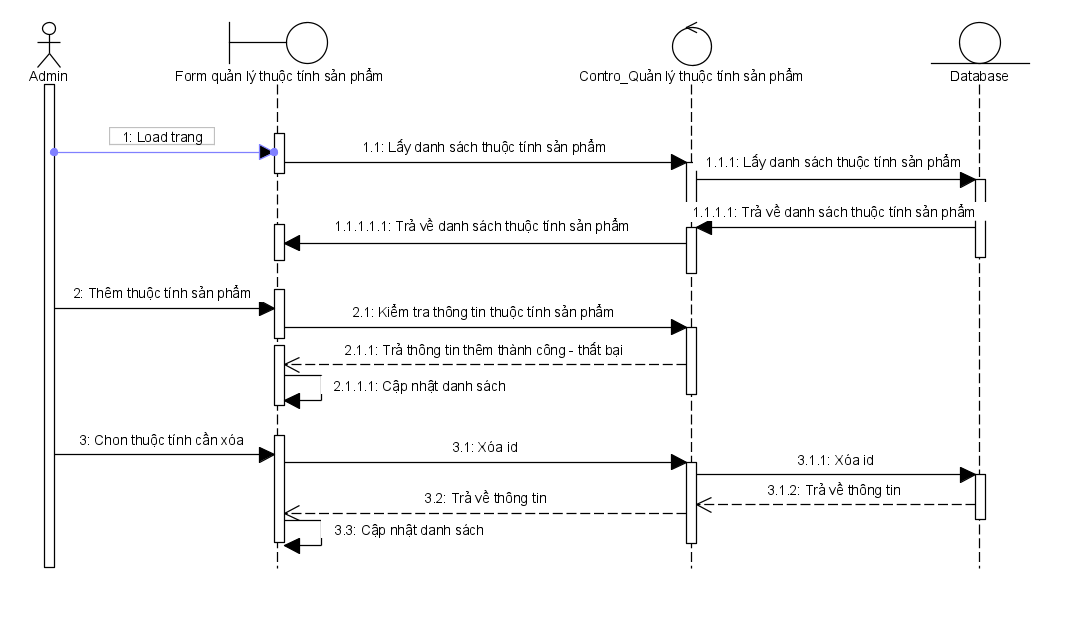 Admin
Form quản lý thuộc tính sản phẩm
Contro_Quản lý thuộc tính sản phẩm
Database
1: Load trang
1.1: Lấy danh sách thuộc tính sản phẩm
1.1.1: Lấy danh sách thuộc tính sản phẩm
1.1.1.1: Trả về danh sách thuộc tính sản phẩm
1.1.1.1.1: Trả về danh sách thuộc tính sản phẩm
2: Thêm thuộc tính sản phẩm
2.1: Kiểm tra thông tin thuộc tính sản phẩm
2.1.1: Trả thông tin thêm thành công - thất bại
2.1.1.1: Cập nhật danh sách
3: Chon thuộc tính cần xóa
3.1: Xóa id
3.1.1: Xóa id
3.1.2: Trả về thông tin
3.2: Trả về thông tin
3.3: Cập nhật danh sách